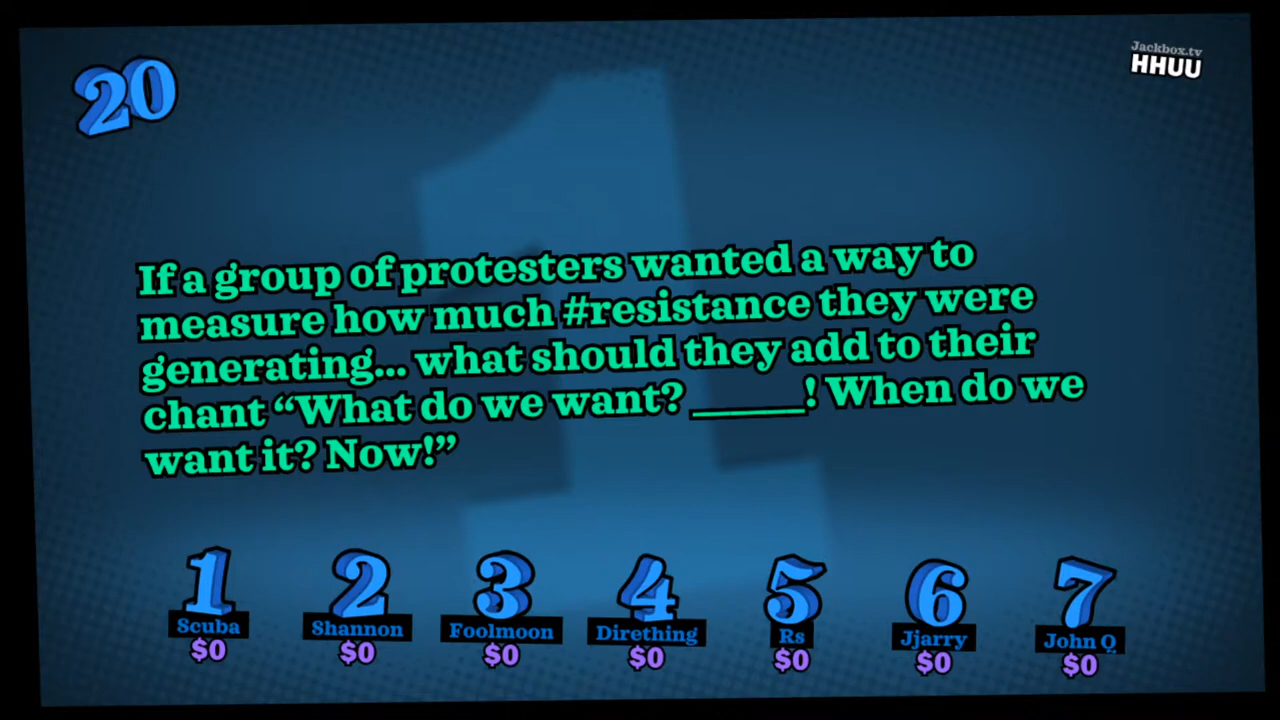 20
Jackbox.tv
HHUU
If a group of protesters wanted a way to
measure how much #resistance they were
generating... what should they add to their
chant “What do we want? _____! When do we
want it? Now!”
1
1 2 3 4 5 6 7
Scuba Shannon Foolmoon Dirething Rs Jjarry John Q
$0 $0 $0 $0 $0 $0 $0